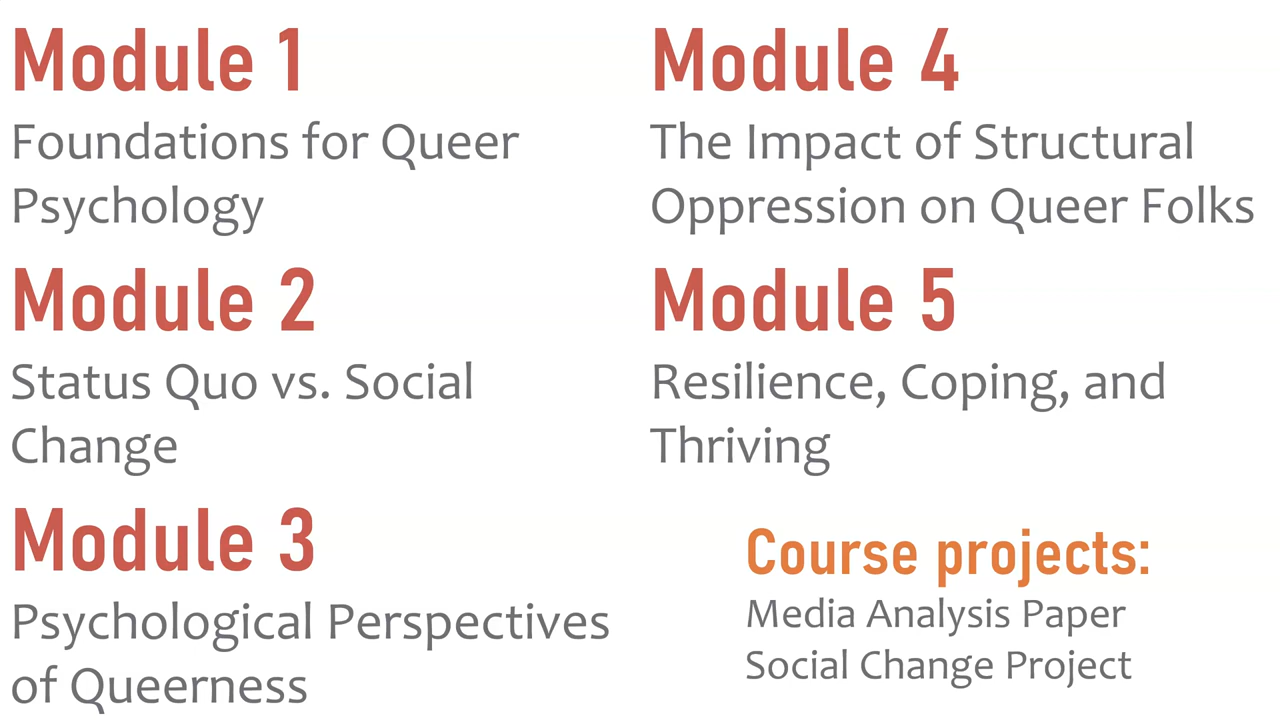 Module 1
Foundations for Queer
Psychology
Module 2
Status Quo vs. Social
Change
Module 3
Psychological Perspectives
of Queerness
Module 4
The Impact of Structural
Oppression on Queer Folks
Module 5
Resilience, Coping, and
Thriving
Course projects:
Media Analysis Paper
Social Change Project